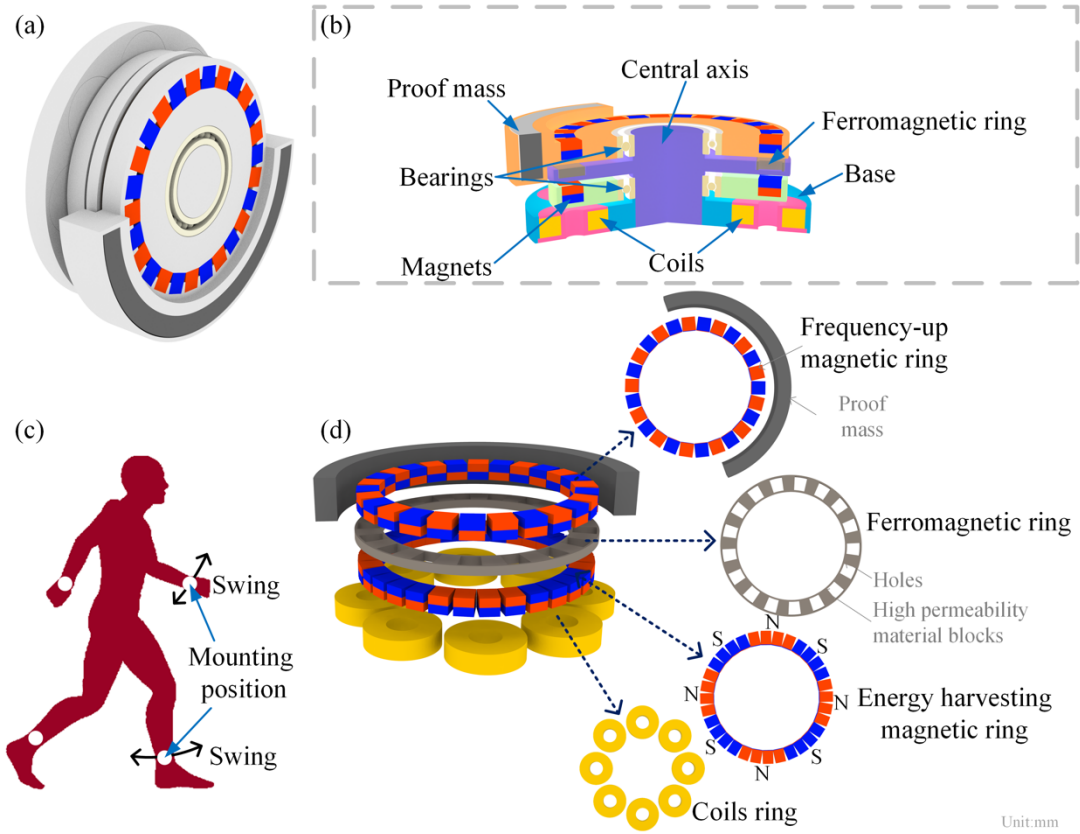 (a)
(b)
Central axis
Proof mass
Ferromagnetic ring
Bearings
Base
Magnets
Coils
(c)
Swing
Mounting
position
Swing
(d)
Frequency-up
magnetic ring
Proof
mass
Ferromagnetic ring
Holes
High permeability
material blocks
N
S
S
N
N
S
S
N
Energy harvesting
magnetic ring
Coils ring
Unit:mm